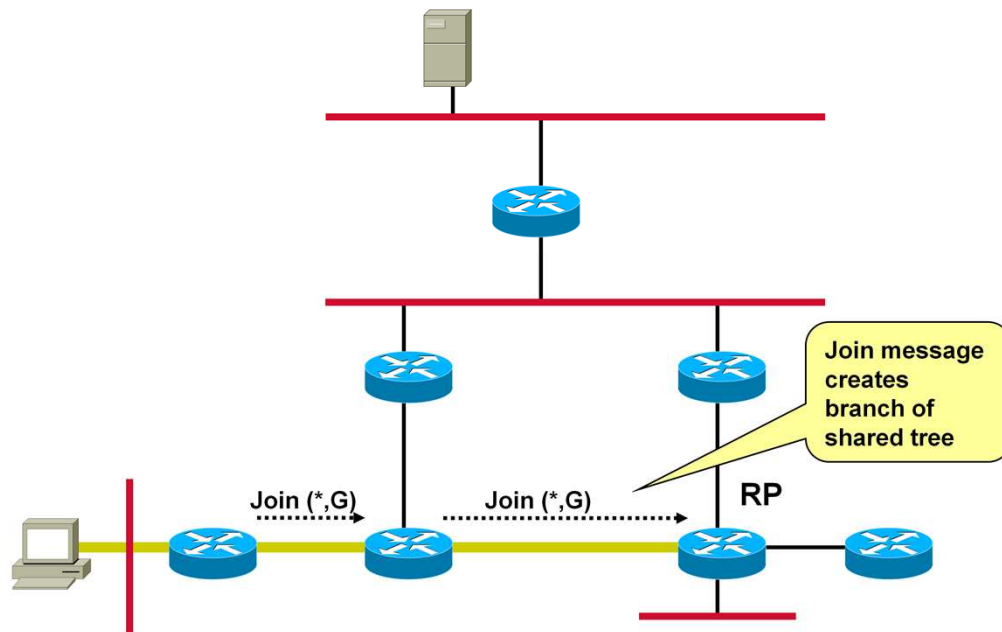 Join message
creates
branch of
shared tree
RP
Join (*,G)
Join (*,G)